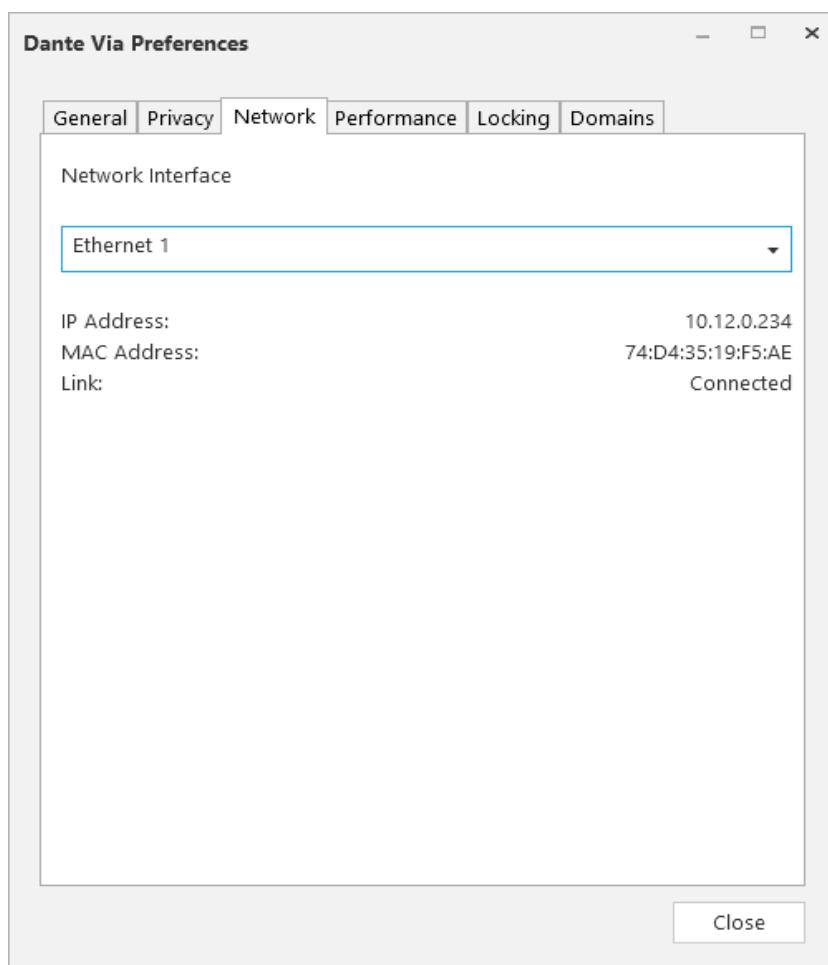 Dante Via Preferences
General Privacy Network Performance Locking Domains
Network Interface
Ethernet 1
IP Address: 10.12.0.234
MAC Address: 74:D4:35:19:F5:AE
Link: Connected
Close